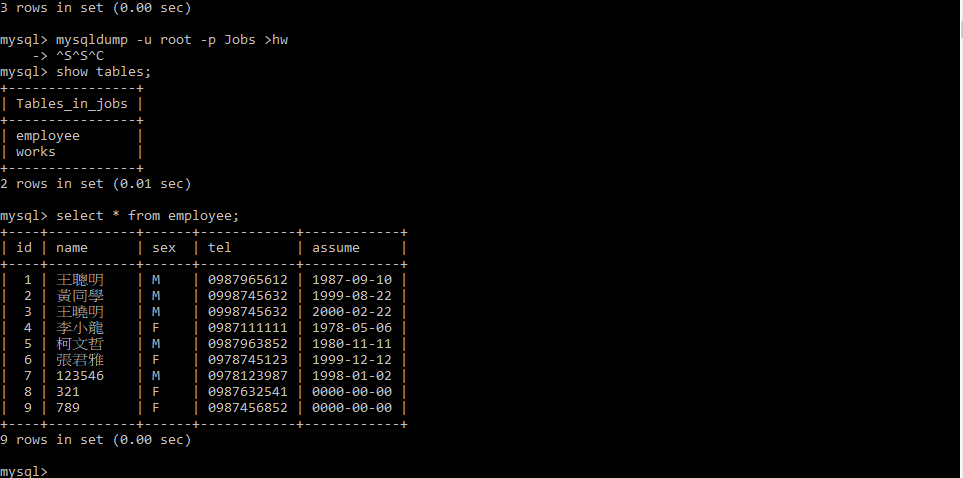 3 rows in set (0.00 sec)
mysql> mysqldump -u root -p Jobs >hw
    -> ^S^S^C
mysql> show tables;
+----------------+
| Tables_in_jobs |
+----------------+
| employee       |
| works          |
+----------------+
2 rows in set (0.01 sec)
mysql> select * from employee;
+----+-----------+------+------------+------------+
| id | name      | sex  | tel        | assume     |
+----+-----------+------+------------+------------+
|  1 | 王聰明    | M    | 0987965612 | 1987-09-10 |
|  2 | 黃同學    | M    | 0998745632 | 1999-08-22 |
|  3 | 王曉明    | M    | 0998745632 | 2000-02-22 |
|  4 | 李小龍    | F    | 0987111111 | 1978-05-06 |
|  5 | 柯文哲    | M    | 0987963852 | 1980-11-11 |
|  6 | 張君雅    | F    | 0978745123 | 1999-12-12 |
|  7 | 123546    | M    | 0978123987 | 1998-01-02 |
|  8 | 321       | F    | 0987632541 | 0000-00-00 |
|  9 | 789       | F    | 0987456852 | 0000-00-00 |
+----+-----------+------+------------+------------+
9 rows in set (0.00 sec)
mysql>